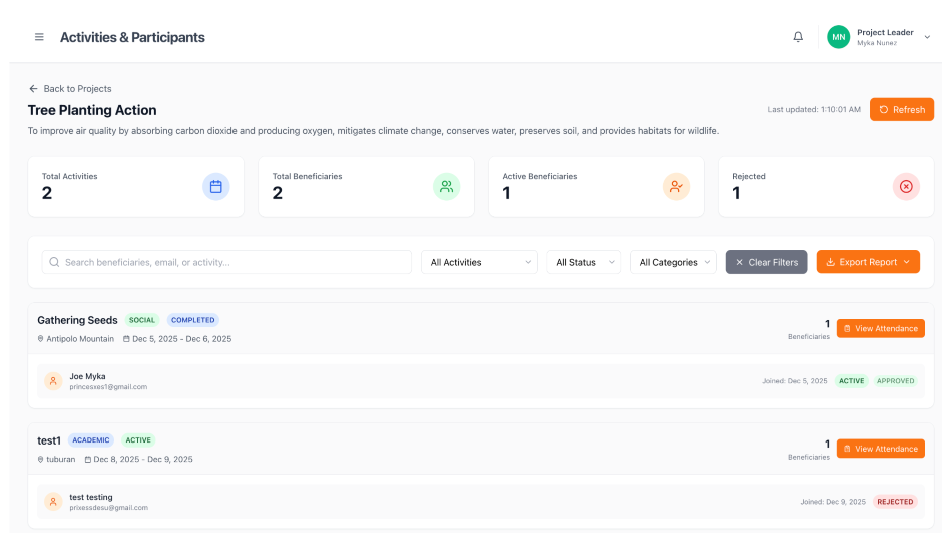 Activities & Participants
MN
Project Leader
Myka Nunez
Back to Projects
Tree Planting Action
Last updated: 1:10:01 AM
Refresh
To improve air quality by absorbing carbon dioxide and producing oxygen, mitigates climate change, conserves water, preserves soil, and provides habitats for wildlife.
Total Activities
2
Total Beneficiaries
2
Active Beneficiaries
1
Rejected
1
Search beneficiaries, email, or activity...
All Activities
All Status
All Categories
Clear Filters
Export Report
Gathering Seeds SOCIAL COMPLETED
Antipolo Mountain Dec 5, 2025 - Dec 6, 2025
1
Beneficiaries
View Attendance
Joe Myka
princesxes1@gmail.com
Joined: Dec 5, 2025 ACTIVE APPROVED
test1 ACADEMIC ACTIVE
tuburan Dec 8, 2025 - Dec 9, 2025
1
Beneficiaries
View Attendance
test testing
prixessdesu@gmail.com
Joined: Dec 9, 2025 REJECTED